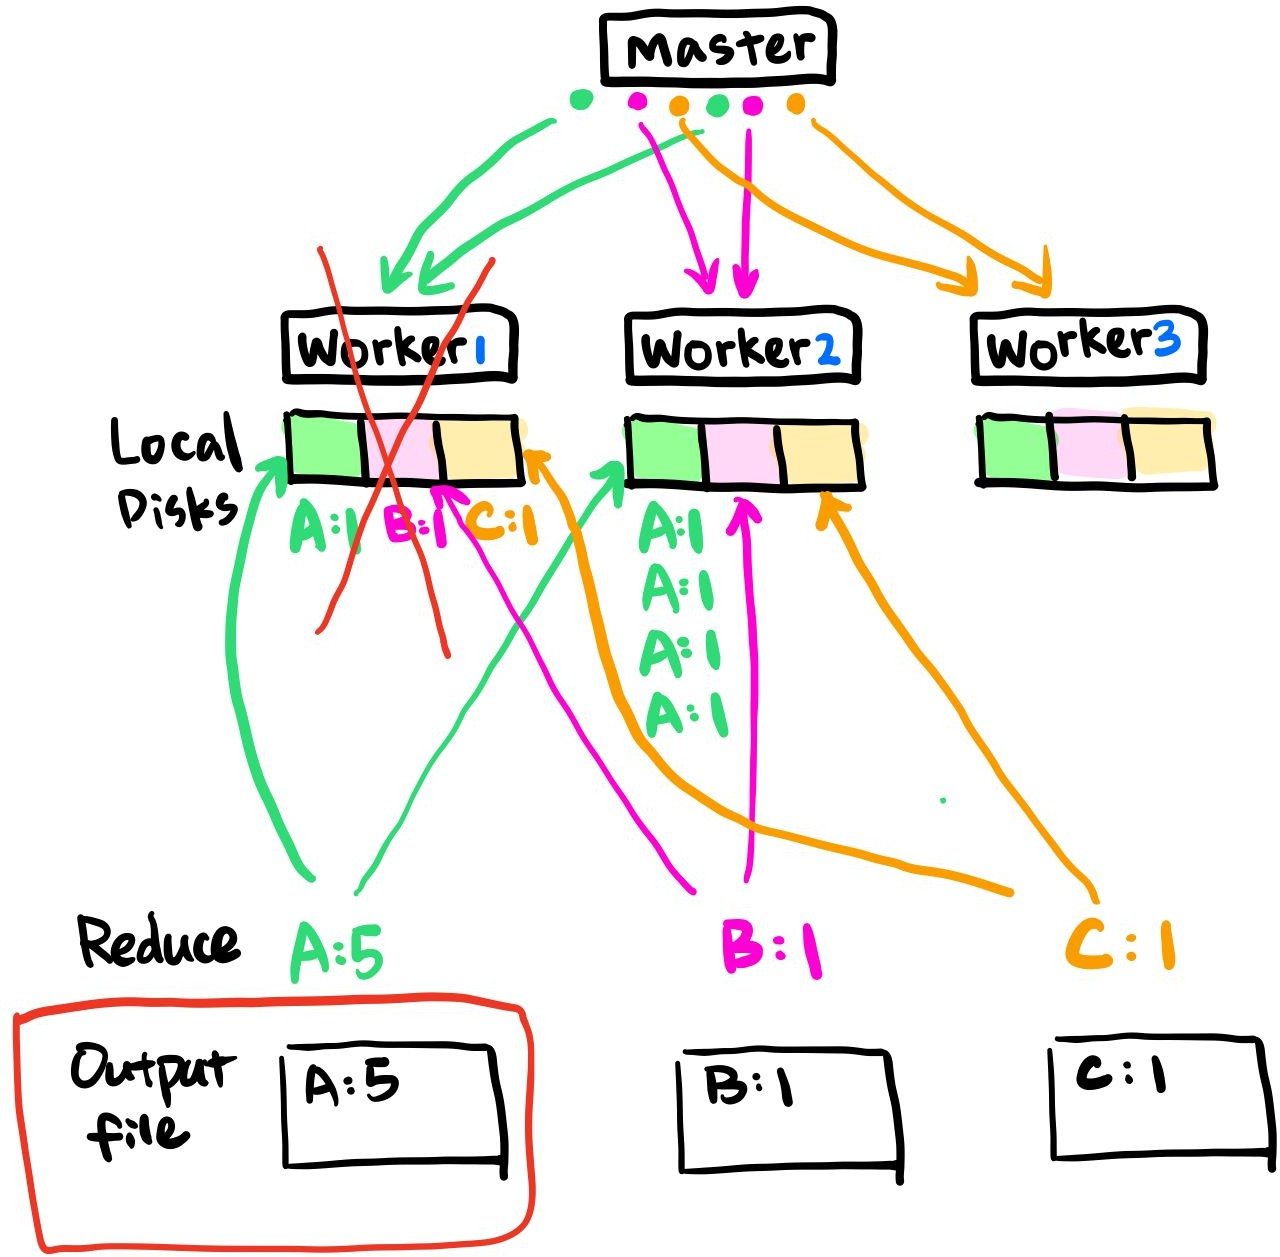 Master
Worker1 Worker2 Worker3
Local
Disks
A:1 B:1 C:1 A:1
A:1
A:1
A:1
Reduce A:5 B:1 C:1
Output
file
A:5 B:1 C:1